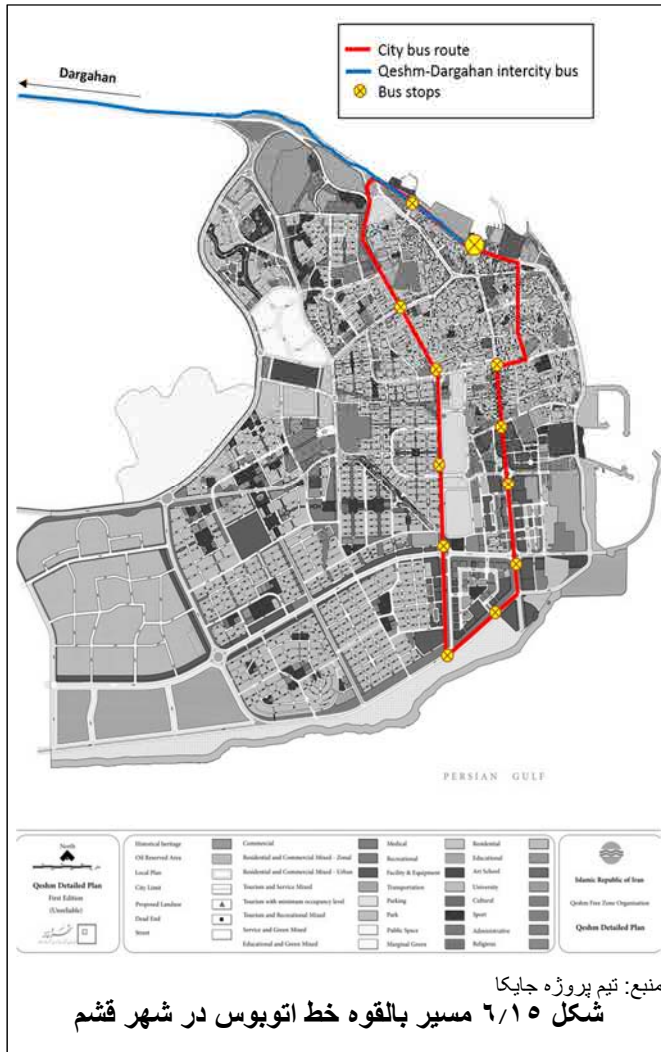 City bus route
Qeshm-Dargahan intercity bus
Bus stops
Dargahan
PERSIAN GULF
North
Qeshm Detailed Plan
First Edition
(Unreliable)
Historical heritage
Oil Reserved Area
Local Plan
City Limit
Proposed Landuse
Dead End
Street
Commercial
Residential and Commercial Mixed - Zonal
Residential and Commercial Mixed - Urban
Tourism and Service Mixed
Tourism with minimum occupancy level
Tourism and Recreational Mixed
Service and Green Mixed
Educational and Green Mixed
Medical
Recreational
Facility & Equipment
Transportation
Parking
Park
Public Space
Marginal Green
Residential
Educational
Art School
University
Cultural
Sport
Administrative
Religious
Islamic Republic of Iran
Qeshm Free Zone Organisation
Qeshm Detailed Plan
منبع: تیم پروژه جایکا
شکل ٦/١٥ مسیر بالقوه خط اتوبوس در شهر قشم